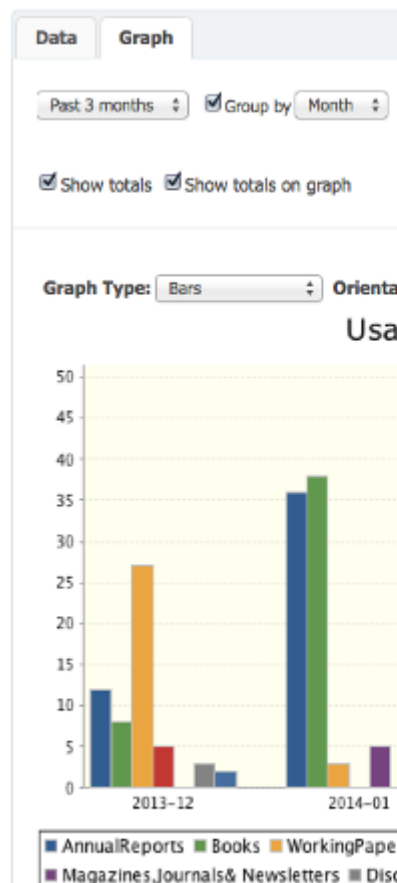 Data Graph
Past 3 months Group by Month
Show totals Show totals on graph
Graph Type: Bars Orienta
Usa
50
45
40
35
30
25
20
15
10
5
0
2013-12 2014-01
AnnualReports Books WorkingPape
Magazines,Journals& Newsletters Disc